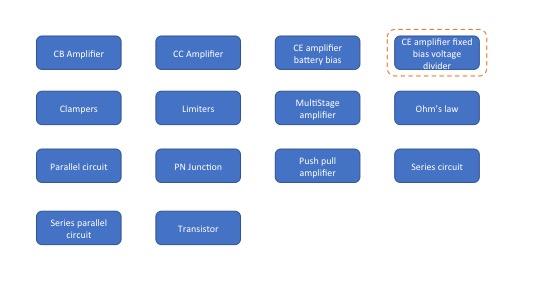 CB Amplifier
CC Amplifier
CE amplifier
battery bias
CE amplifier fixed
bias voltage
divider
Clampers
Limiters
MultiStage
amplifier
Ohm's law
Parallel circuit
PN Junction
Push pull
amplifier
Series circuit
Series parallel
circuit
Transistor